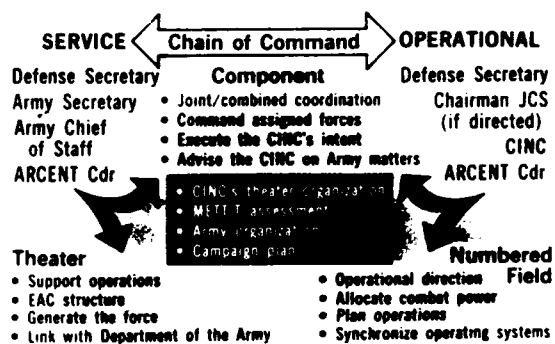 SERVICE Chain of Command OPERATIONAL
Defense Secretary
Army Secretary
Army Chief
of Staff
ARCENT Cdr
Component
• Joint/combined coordination
• Command assigned forces
• Execute the CINC's intent
• Advise the CINC on Army matters
Defense Secretary
Chairman JCS
(if directed)
CINC
ARCENT Cdr
• CINC's theater organization
• METT-T assessment
• Army organization
• Campaign plan
Theater
• Support operations
• EAC structure
• Generate the force
• Link with Department of the Army
Numbered
Field
• Operational direction
• Allocate combat power
• Plan operations
• Synchronize operating systems